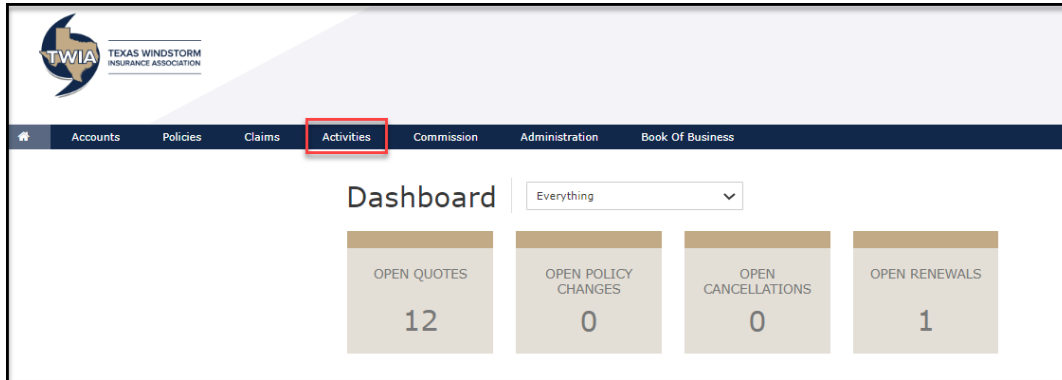 TWIA
TEXAS WINDSTORM
INSURANCE ASSOCIATION
Accounts Policies Claims Activities Commission Administration Book Of Business
Dashboard Everything
OPEN QUOTES
12
OPEN POLICY
CHANGES
0
OPEN
CANCELLATIONS
0
OPEN RENEWALS
1